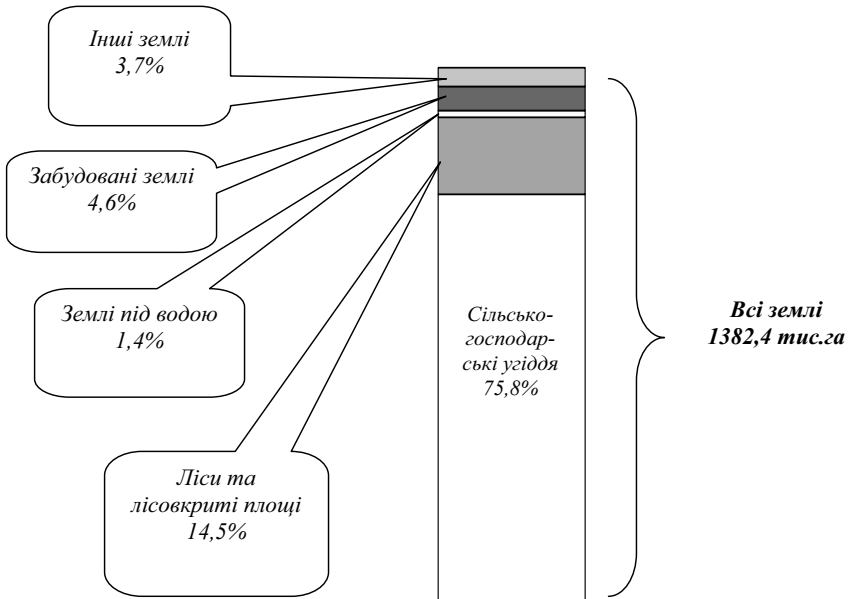 Інші землі
3,7%
Забудовані землі
4,6%
Землі під водою
1,4%
Ліси та
лісовкриті площі
14,5%
Сільсько-
господар-
ські угіддя
75,8%
Всі землі
1382,4 тис.га